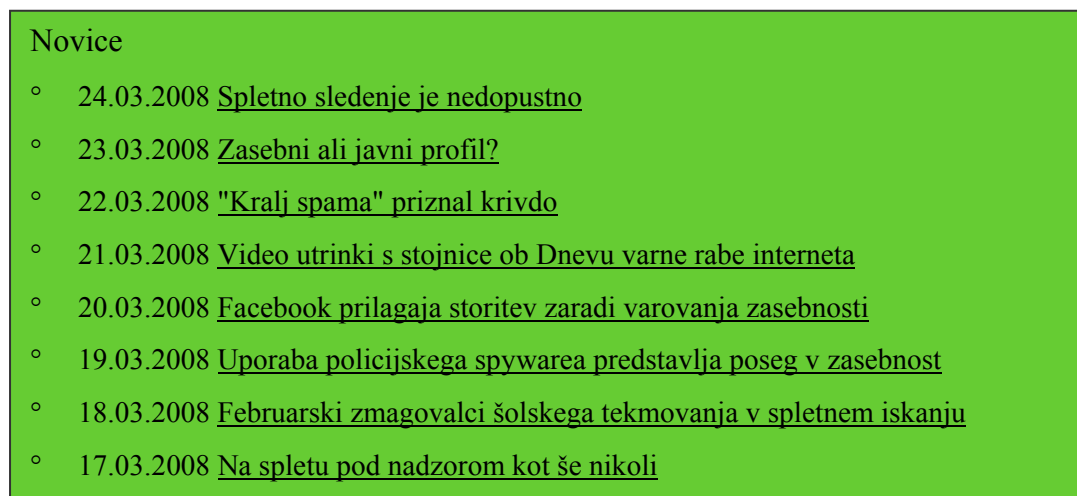 Novice
° 24.03.2008 Spletno sledenje je nedopustno
° 23.03.2008 Zasebni ali javni profil?
° 22.03.2008 "Kralj spama" priznal krivdo
° 21.03.2008 Video utrinki s stojnice ob Dnevu varne rabe interneta
° 20.03.2008 Facebook prilagaja storitev zaradi varovanja zasebnosti
° 19.03.2008 Uporaba policijskega spywarea predstavlja poseg v zasebnost
° 18.03.2008 Februarski zmagovalci šolskega tekmovanja v spletnem iskanju
° 17.03.2008 Na spletu pod nadzorom kot še nikoli